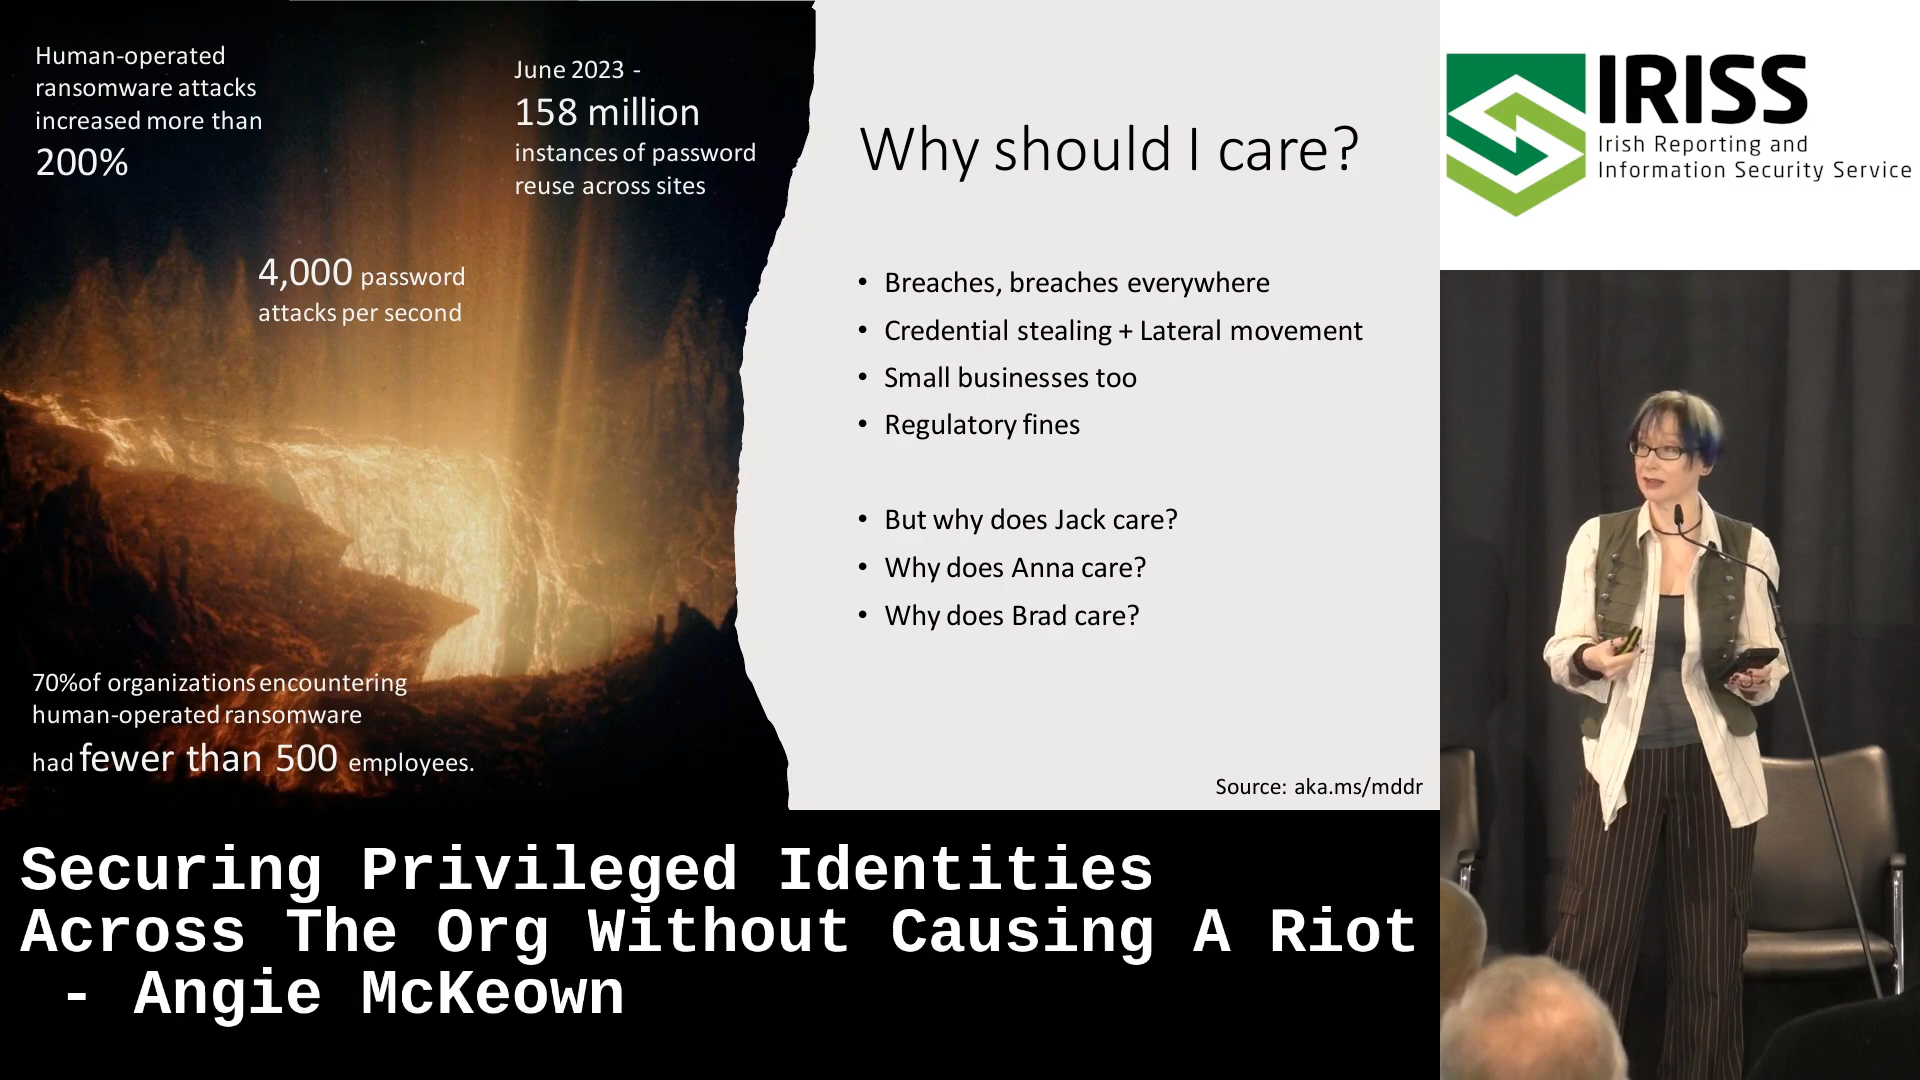 Human-operated
ransomware attacks
increased more than
200%
June 2023 -
158 million
instances of password
reuse across sites
4,000 password
attacks per second
70%of organizations encountering
human-operated ransomware
had fewer than 500 employees.
Why should I care?
• Breaches, breaches everywhere
• Credential stealing + Lateral movement
• Small businesses too
• Regulatory fines
• But why does Jack care?
• Why does Anna care?
• Why does Brad care?
Source: aka.ms/mddr
IRISS
Irish Reporting and
Information Security Service
Securing Privileged Identities
Across The Org Without Causing A Riot
- Angie McKeown